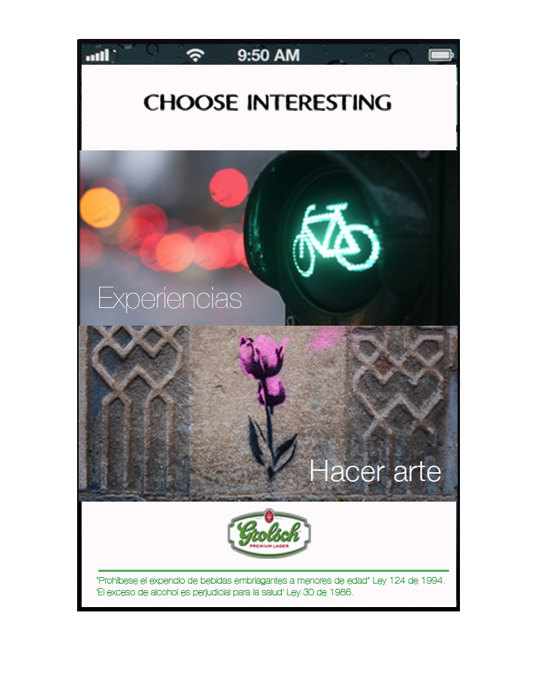 9:50 AM
CHOOSE INTERESTING
Experiencias
Hacer arte
Grolsch
PREMIUM LAGER
"Prohíbese el expendio de bebidas embriagantes a menores de edad" Ley 124 de 1994.
'El exceso de alcohol es perjudicial para la salud' Ley 30 de 1986.